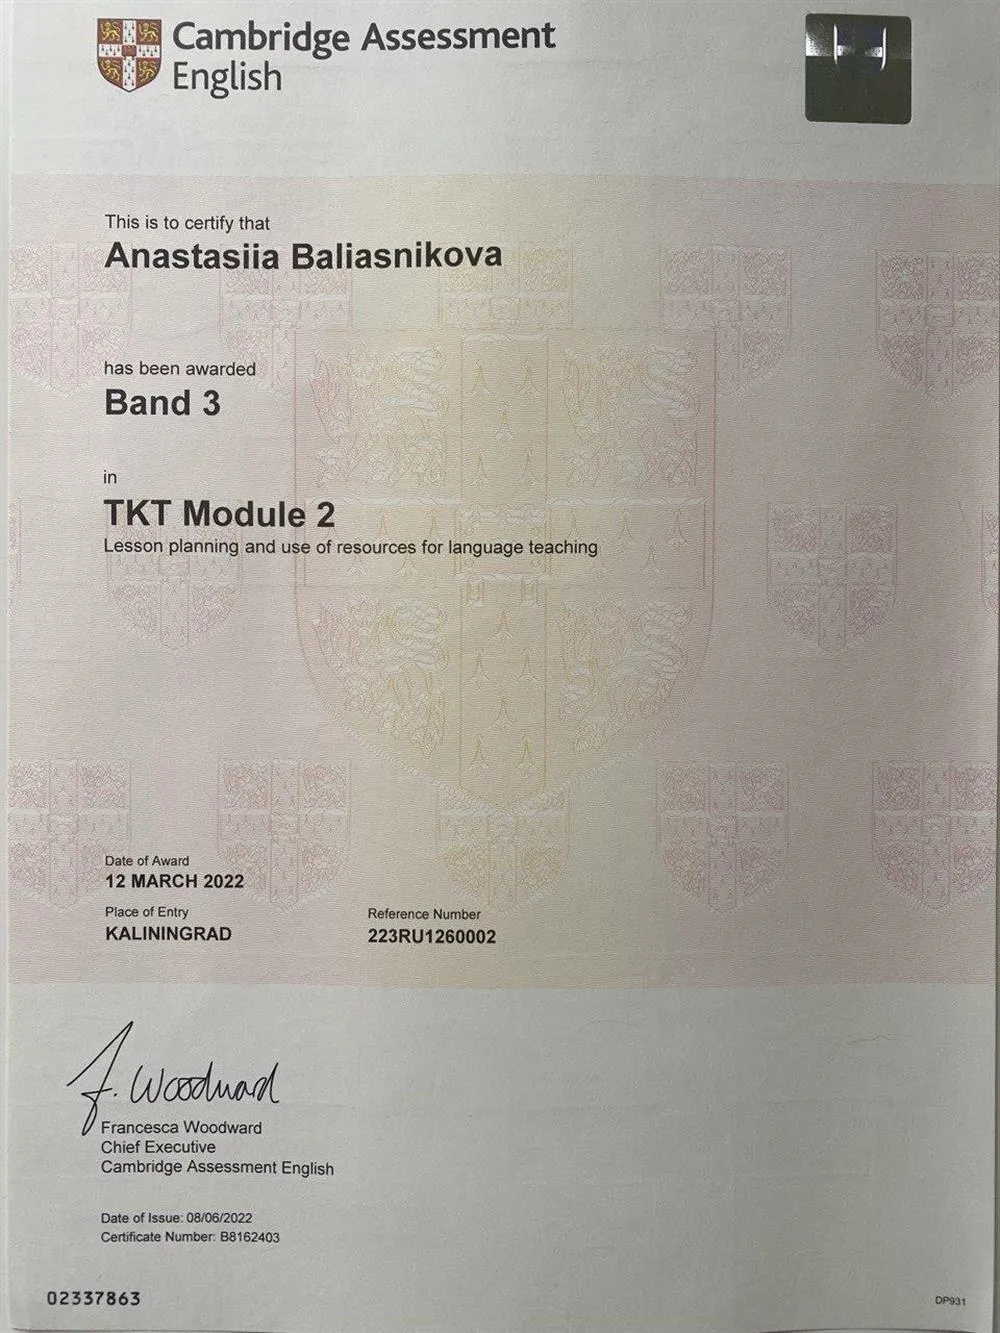 Cambridge Assessment
English
This is to certify that
Anastasiia Baliasnikova
has been awarded
Band 3
in
TKT Module 2
Lesson planning and use of resources for language teaching
Date of Award
12 MARCH 2022
Place of Entry
KALININGRAD
Reference Number
223RU1260002
F. Woodward
Francesca Woodward
Chief Executive
Cambridge Assessment English
Date of Issue: 08/06/2022
Certificate Number: B8162403
02337863
DP931